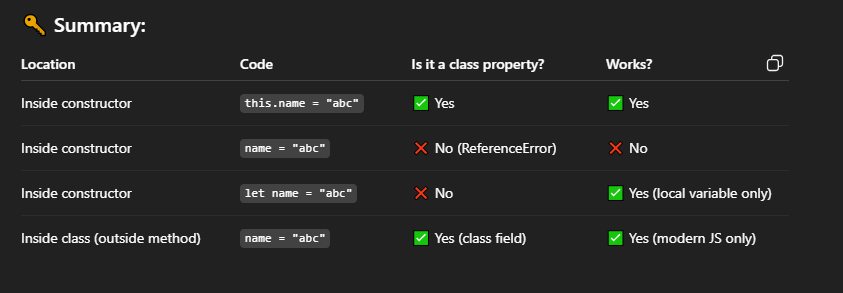 🔑 Summary:
Location Code Is it a class property? Works?
Inside constructor this.name = "abc" ✅ Yes ✅ Yes
Inside constructor name = "abc" ❌ No (ReferenceError) ❌ No
Inside constructor let name = "abc" ❌ No ✅ Yes (local variable only)
Inside class (outside method) name = "abc" ✅ Yes (class field) ✅ Yes (modern JS only)